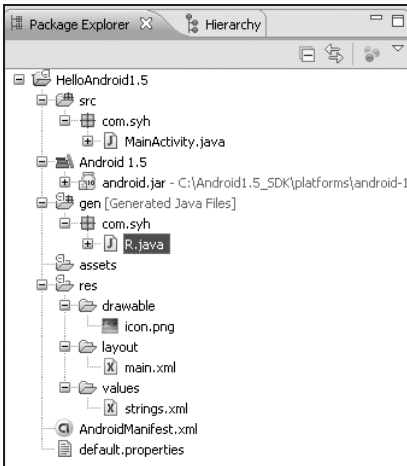 Package Explorer Hierarchy
HelloAndroid1.5
src
com.syh
MainActivity.java
Android 1.5
android.jar - C:\Android1.5_SDK\platforms\android-1
gen [Generated Java Files]
com.syh
R.java
assets
res
drawable
icon.png
layout
main.xml
values
strings.xml
AndroidManifest.xml
default.properties